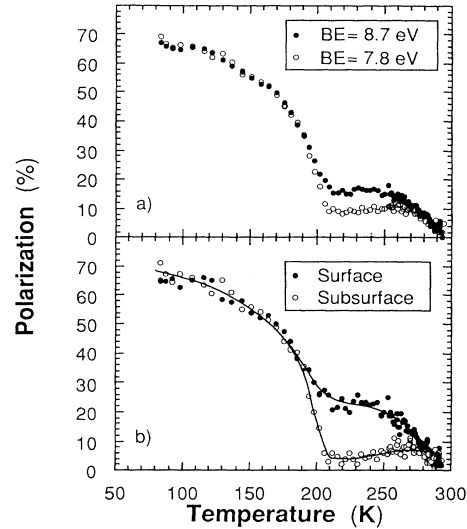 70
60
50
40
30
20
10
0
BE= 8.7 eV
BE= 7.8 eV
a)
Polarization (%)
70
60
50
40
30
20
10
0
Surface
Subsurface
b)
50 100 150 200 250 300
Temperature (K)